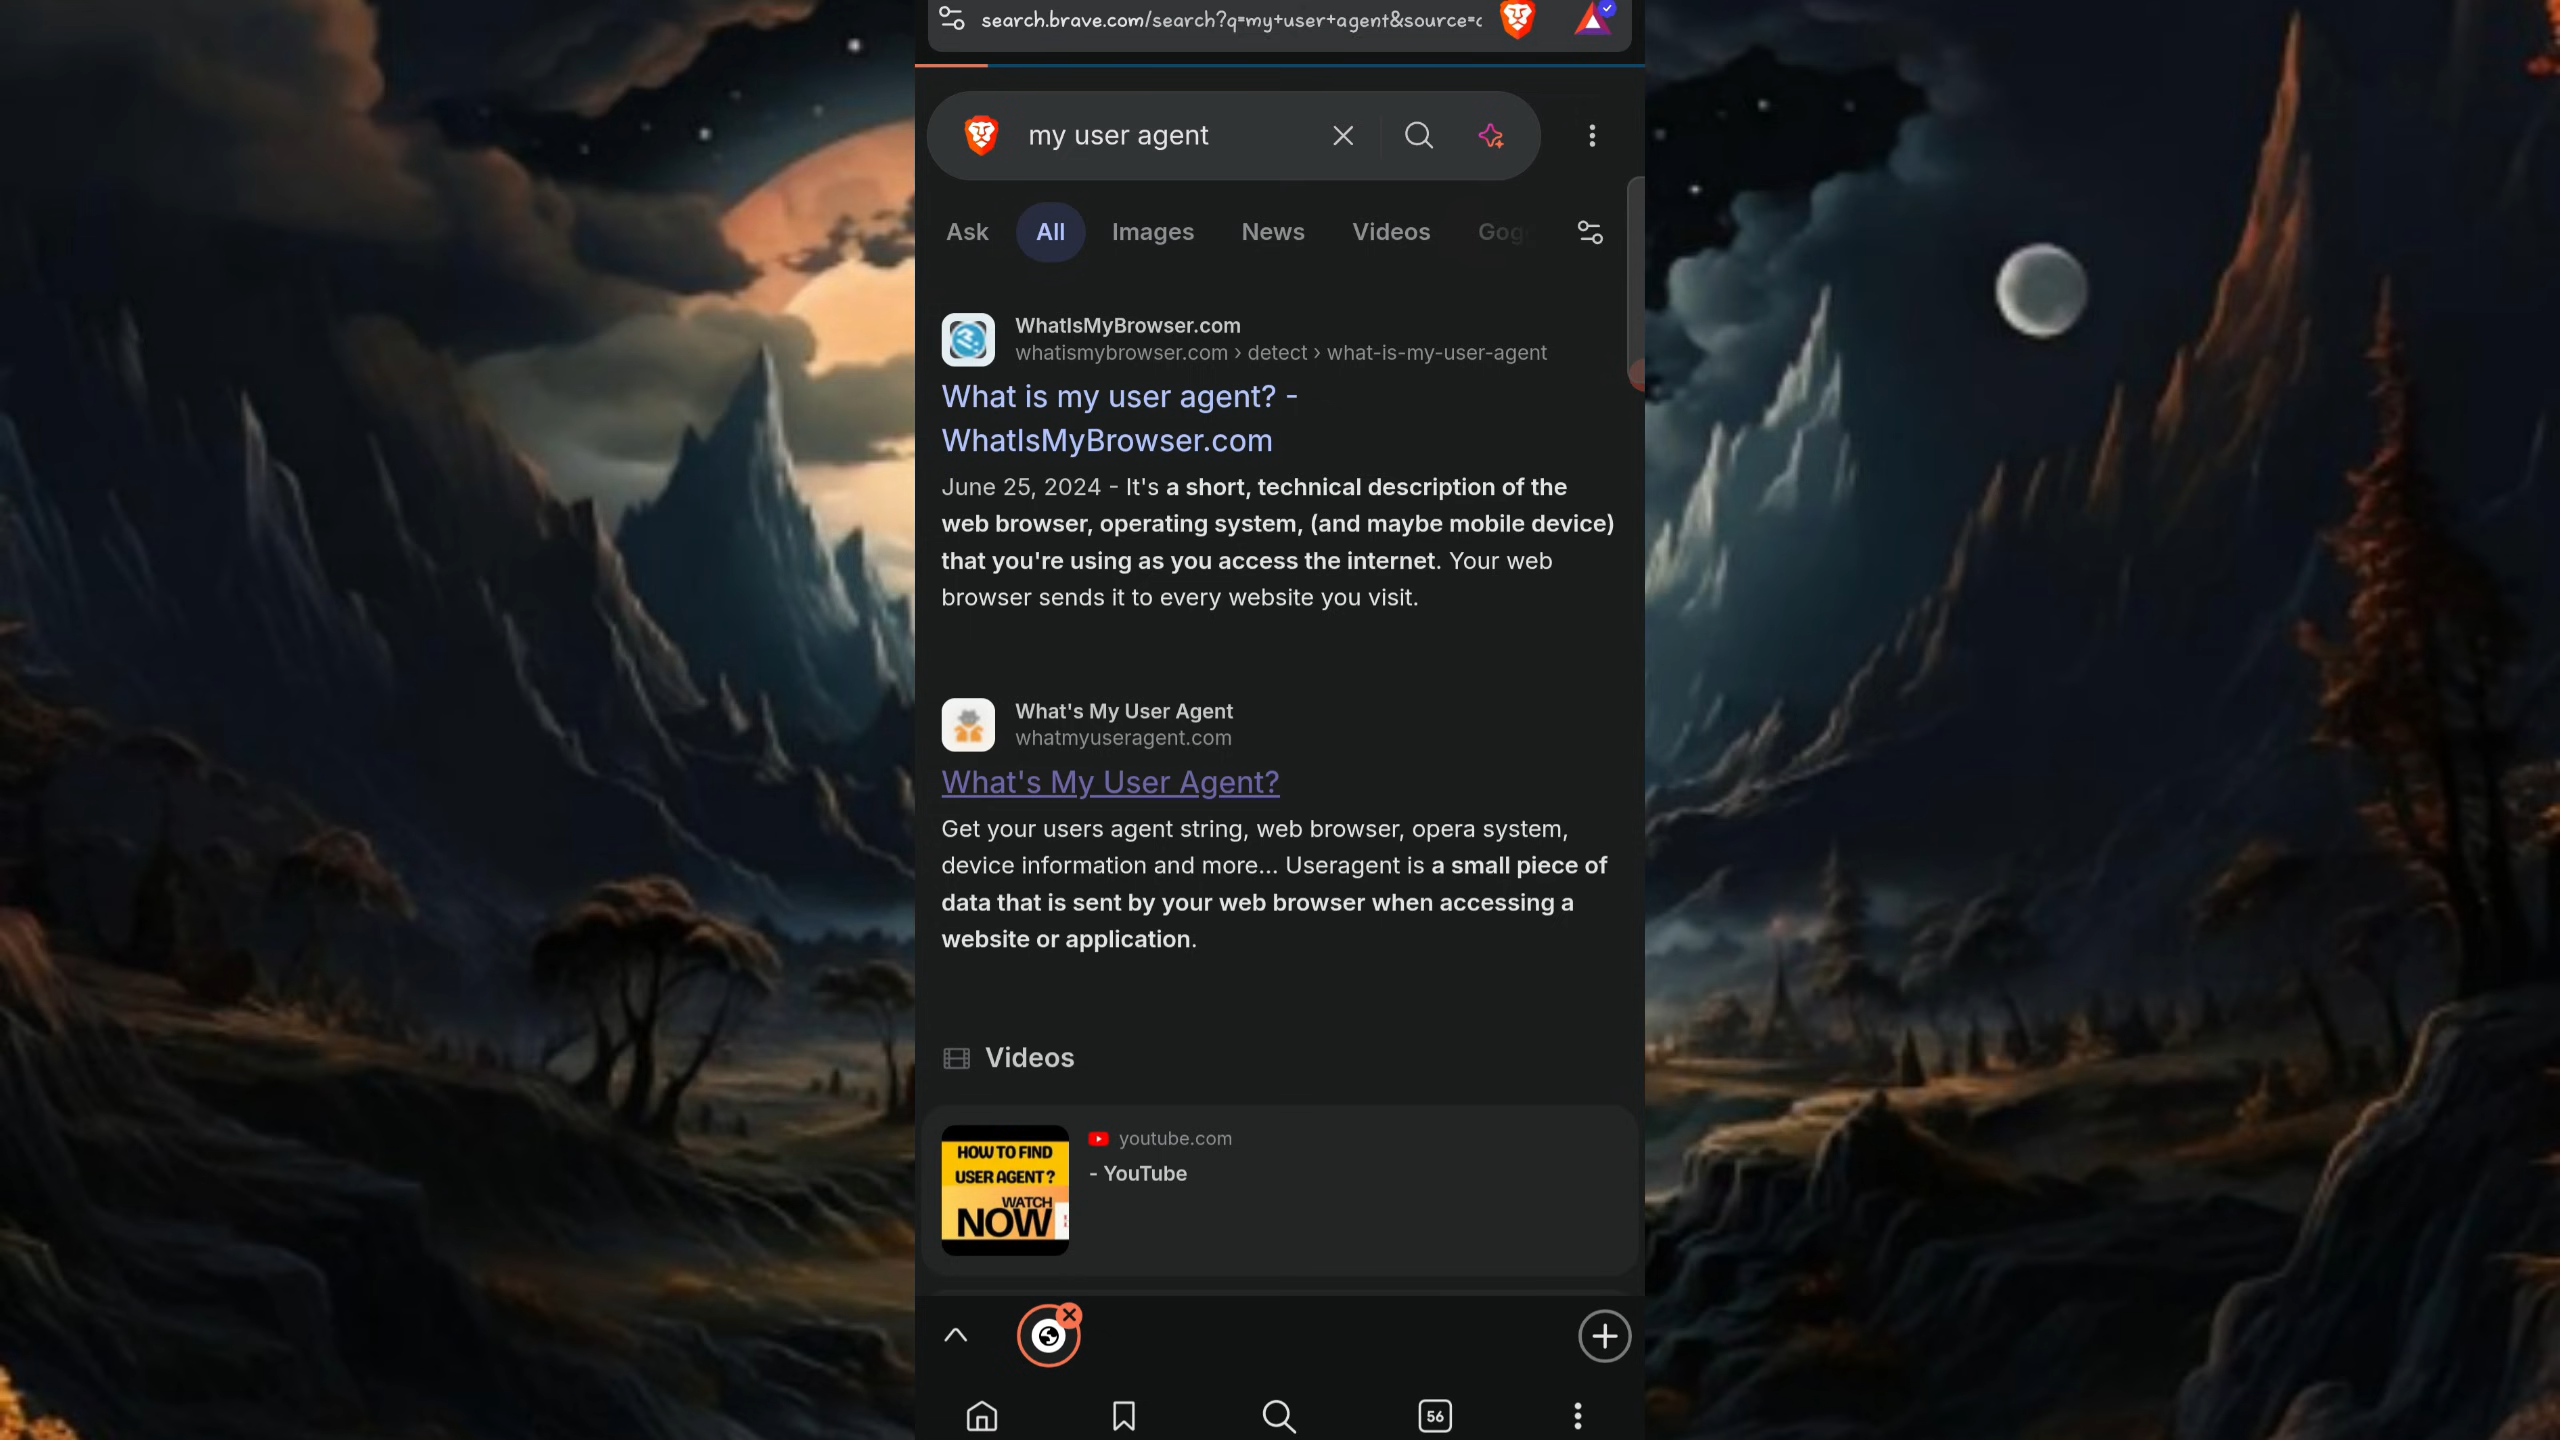 search.brave.com/search?q=my+user+agent&source=
my user agent
Ask All Images News Videos Gog
WhatIsMyBrowser.com
whatismybrowser.com › detect › what-is-my-user-agent
What is my user agent? -
WhatIsMyBrowser.com
June 25, 2024 - It's a short, technical description of the
web browser, operating system, (and maybe mobile device)
that you're using as you access the internet. Your web
browser sends it to every website you visit.
What's My User Agent
whatmyuseragent.com
What's My User Agent?
Get your users agent string, web browser, opera system,
device information and more... Useragent is a small piece of
data that is sent by your web browser when accessing a
website or application.
Videos
HOW TO FIND
USER AGENT ?
WATCH
NOW
youtube.com
- YouTube
56